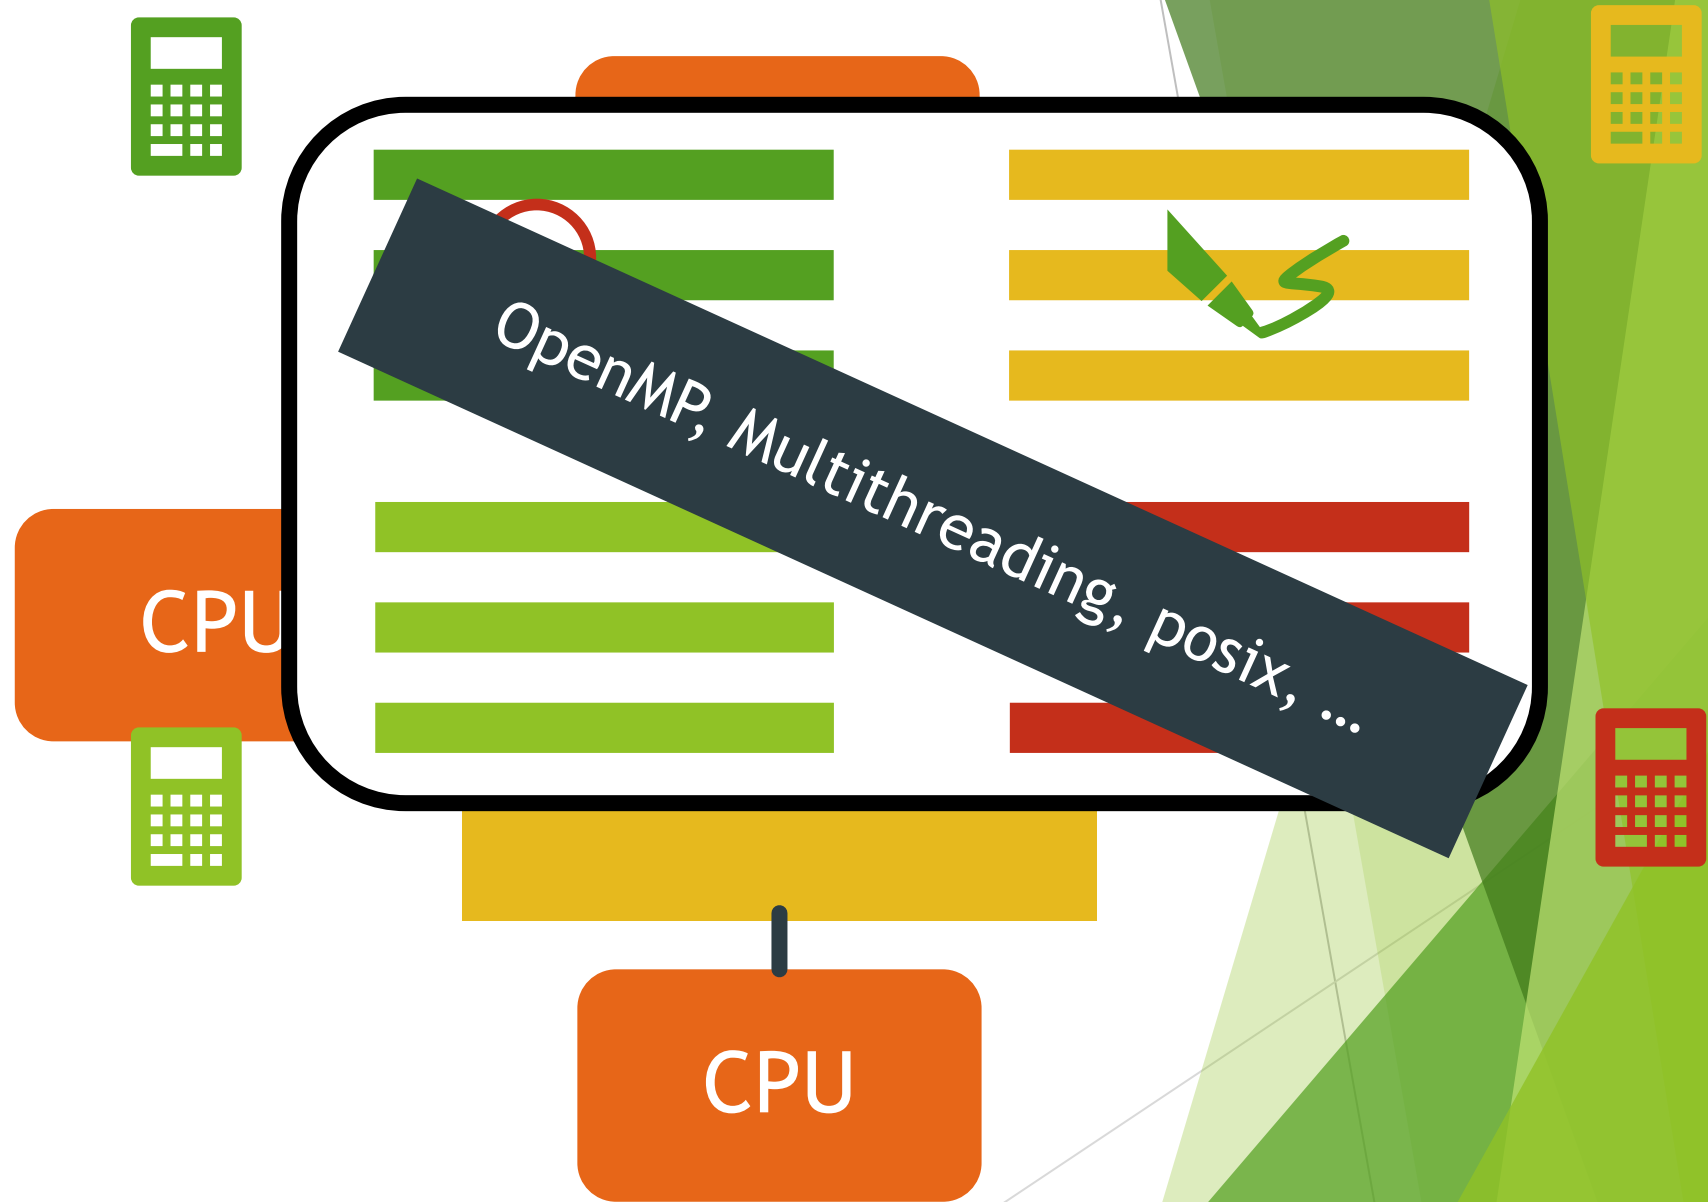 OpenMP, Multithreading, posix, ...
CPU
CPU